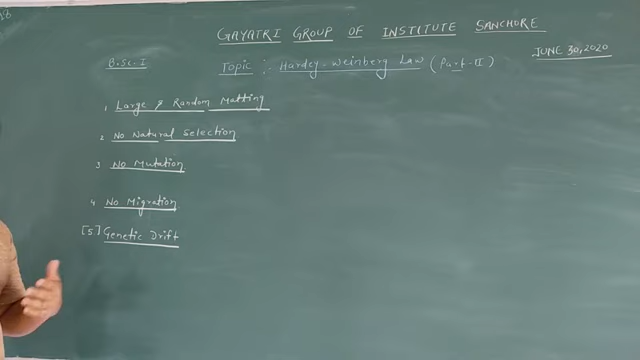 GAYATRI GROUP OF INSTITUTE SANCHORE
JUNE 30, 2020
B.Sc. I
Topic :- Hardey-Weinberg Law (Part-II)
1. Large & Random Matting
2. No Natural Selection
3. No Mutation
4. No Migration
[5] Genetic Drift